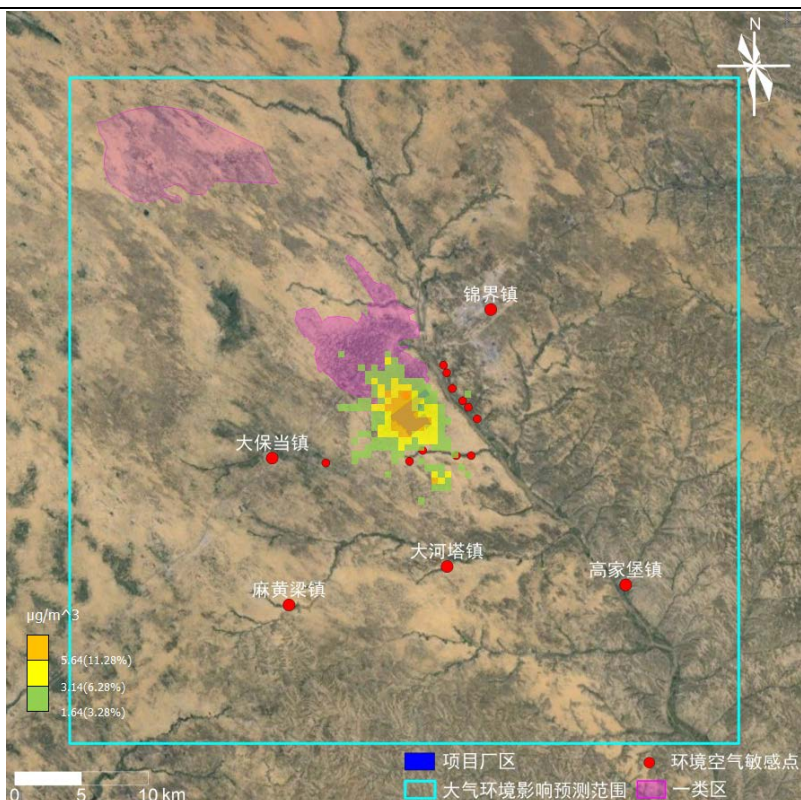 N
锦界镇
大保当镇
大河塔镇
高家堡镇
麻黄梁镇
μg/m^3
5.64(11.28%)
3.14(6.28%)
1.64(3.28%)
项目厂区
环境空气敏感点
0 5 10 km
大气环境影响预测范围
一类区